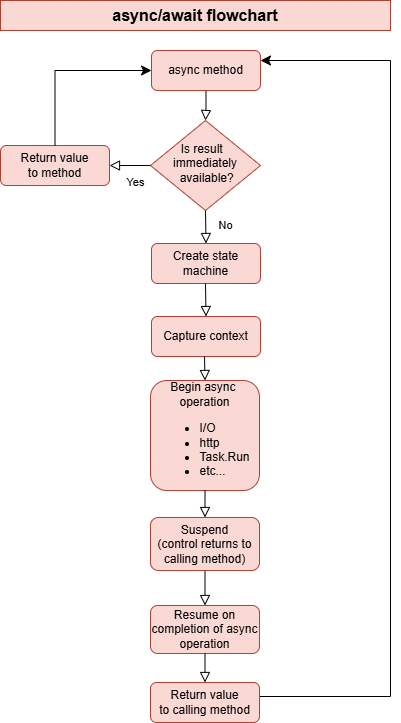 async/await flowchart
async method
Is result
immediately
available?
Return value
to method
Yes
No
Create state
machine
Capture context
Begin async
operation
• I/O
• http
• Task.Run
• etc...
Suspend
(control returns to
calling method)
Resume on
completion of async
operation
Return value
to calling method